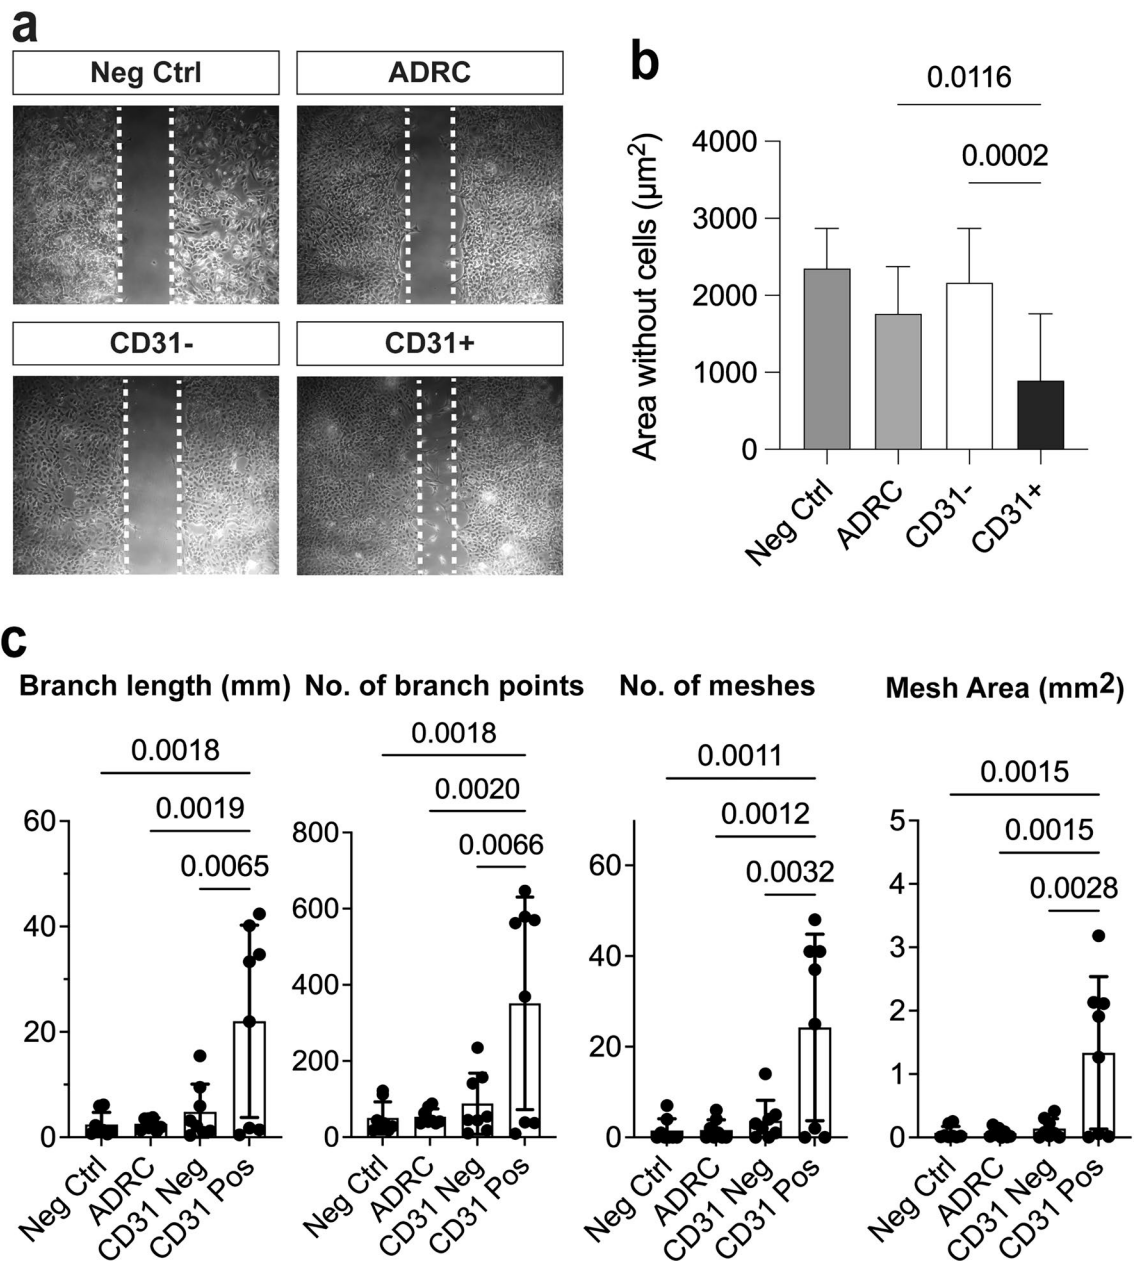 a
Neg Ctrl
ADRC
CD31-
CD31+
b
0.0116
0.0002
Area without cells (µm2)
4000
3000
2000
1000
0
Neg Ctrl
ADRC
CD31-
CD31+
c
Branch length (mm)
0.0018
0.0019
0.0065
60
40
20
0
Neg Ctrl
ADRC
CD31 Neg
CD31 Pos
No. of branch points
0.0018
0.0020
0.0066
800
600
400
200
0
Neg Ctrl
ADRC
CD31 Neg
CD31 Pos
No. of meshes
0.0011
0.0012
0.0032
60
40
20
0
Neg Ctrl
ADRC
CD31 Neg
CD31 Pos
Mesh Area (mm2)
0.0015
0.0015
0.0028
5
4
3
2
1
0
Neg Ctrl
ADRC
CD31 Neg
CD31 Pos